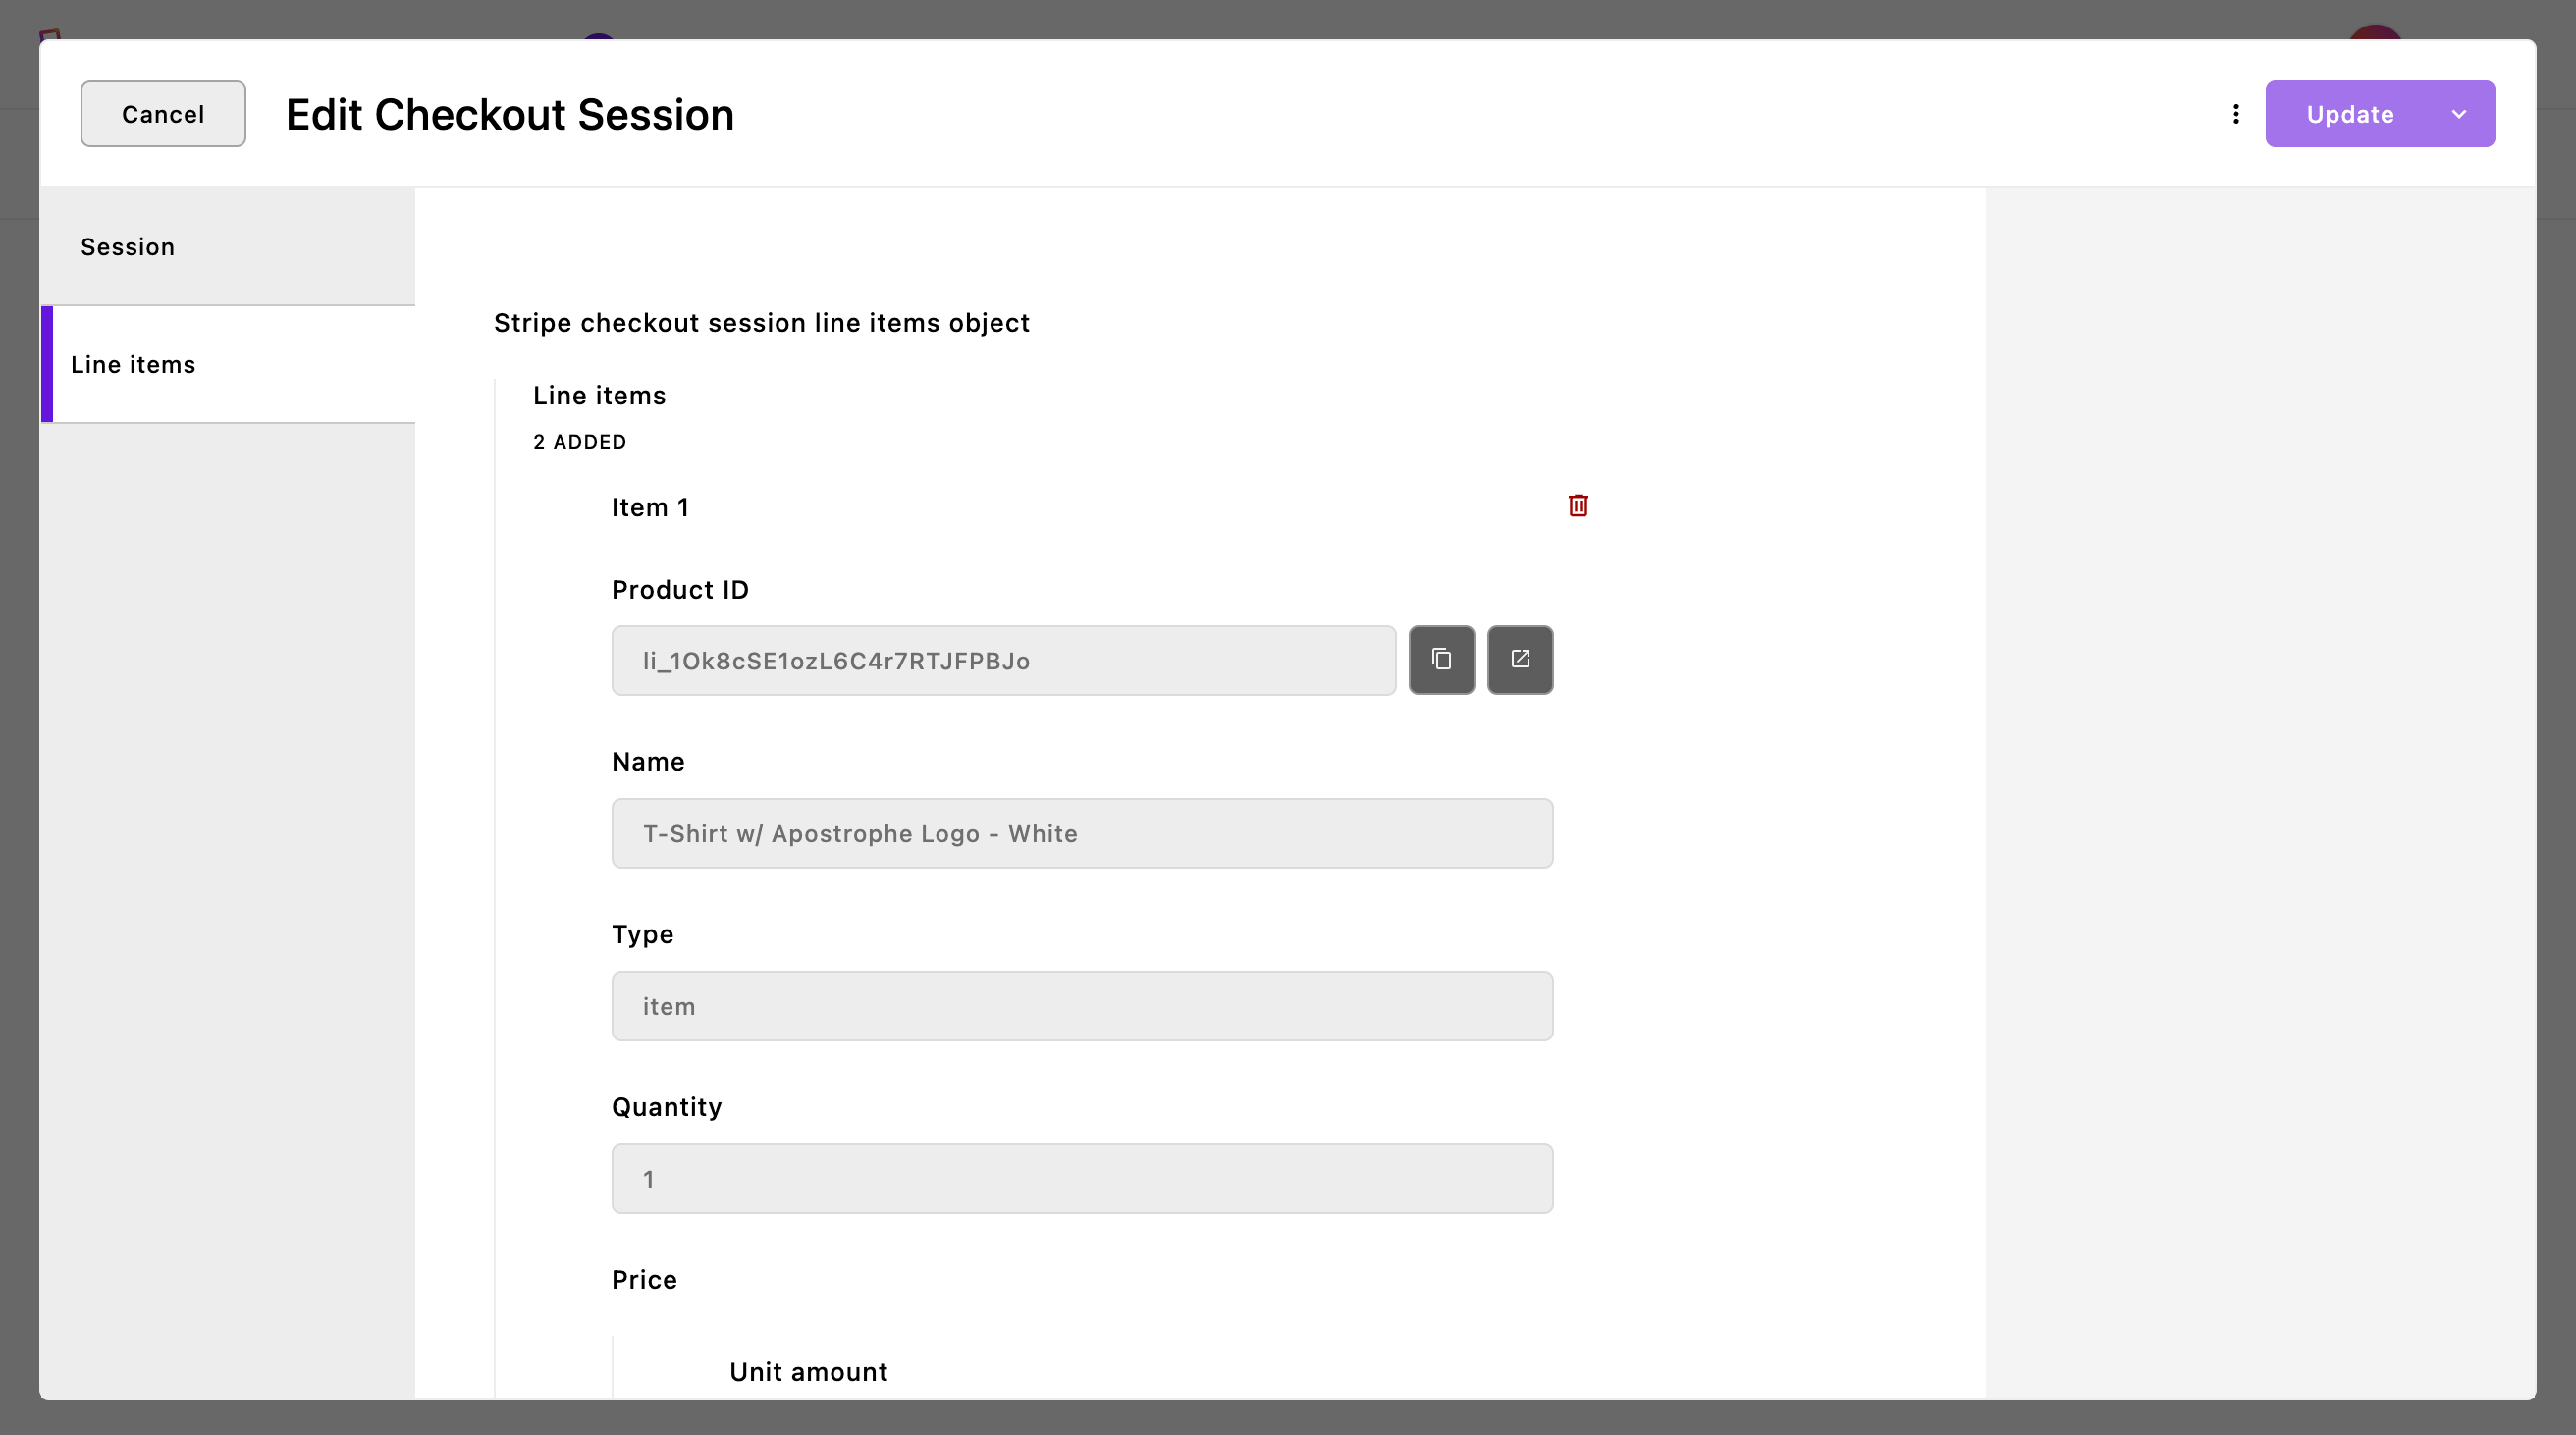 Cancel
Edit Checkout Session
Update
Session
Line items
Stripe checkout session line items object
Line items
2 ADDED
Item 1
Product ID
li_1Ok8cSE1ozL6C4r7RTJFPBJo
Name
T-Shirt w/ Apostrophe Logo - White
Type
item
Quantity
1
Price
Unit amount